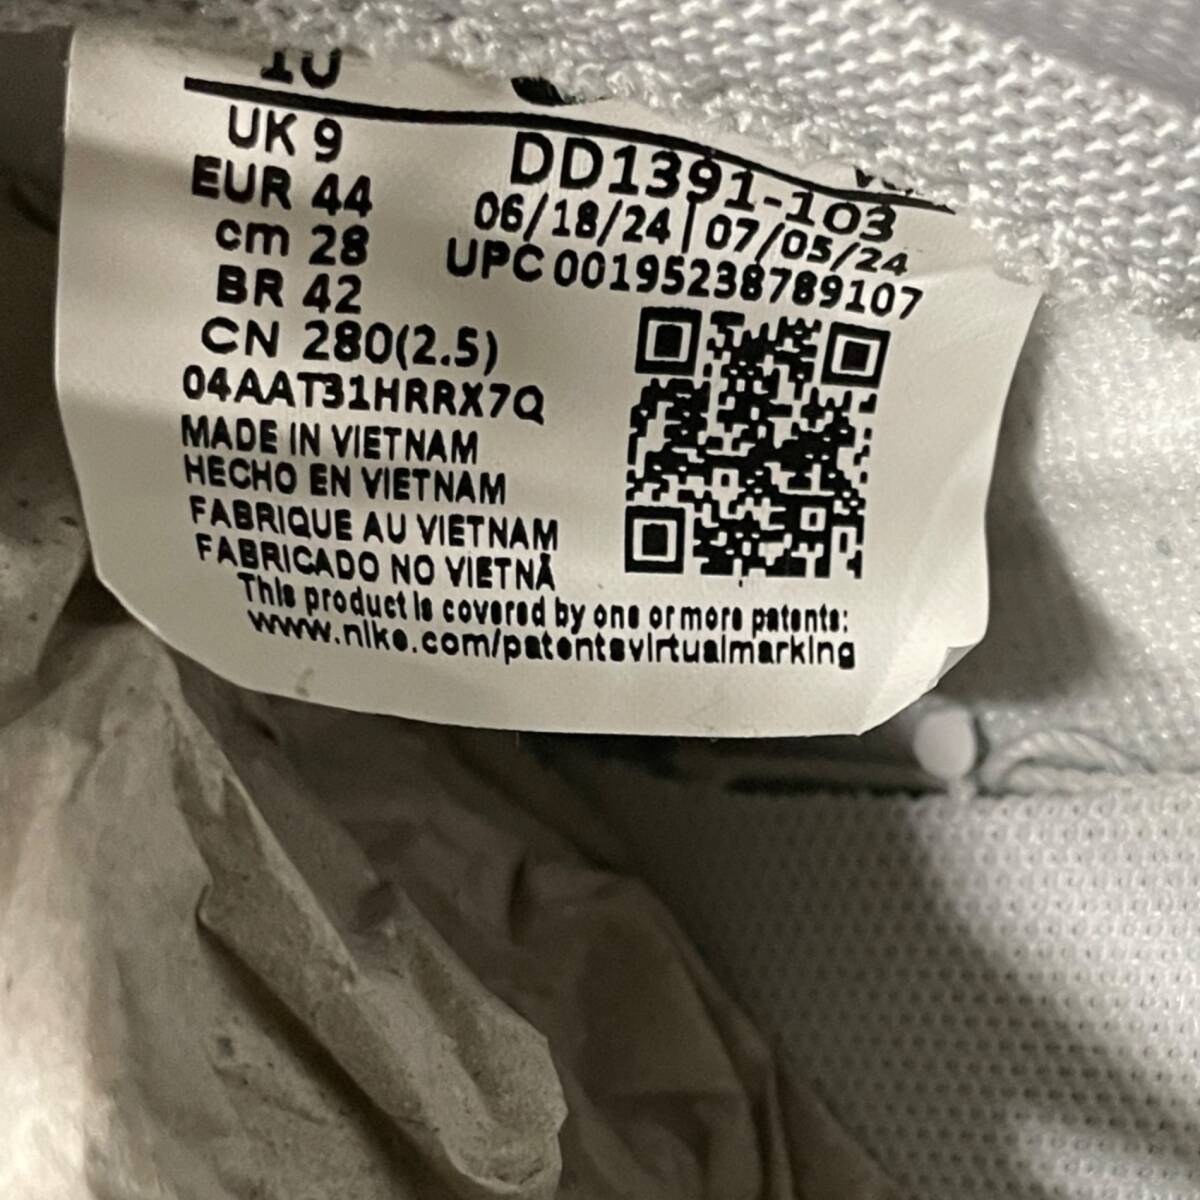 10
UK 9
EUR 44
cm 28
BR 42
CN 280(2.5)
04AAT31HRRX7Q
DD1391-103
06/18/24 | 07/05/24
UPC 00195238789107
MADE IN VIETNAM
HECHO EN VIETNAM
FABRIQUE AU VIETNAM
FABRICADO NO VIETNÃ
This product is covered by one or more patents:
www.nike.com/patentsvirtualmarking